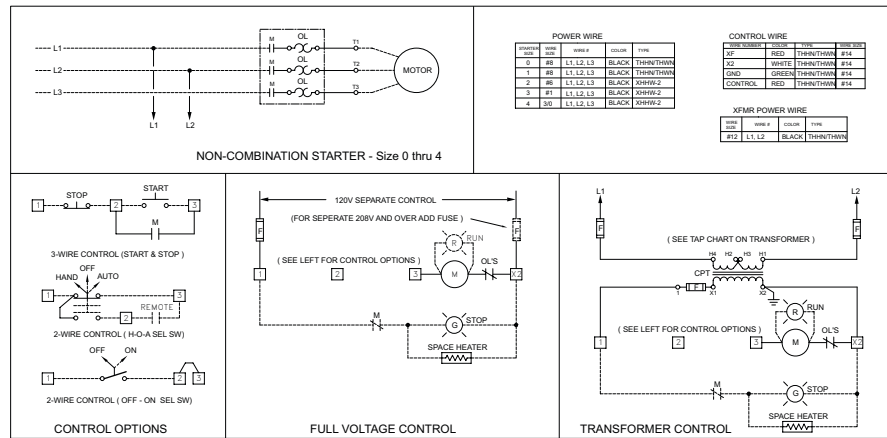 L1
L2
L3
M
OL
M
OL
M
OL
T1
T2
T3
MOTOR
L1
L2
NON-COMBINATION STARTER - Size 0 thru 4
POWER WIRE
STARTER SIZE WIRE SIZE WIRE # COLOR TYPE
0 #8 L1, L2, L3 BLACK THHN/THWN
1 #8 L1, L2, L3 BLACK THHN/THWN
2 #6 L1, L2, L3 BLACK XHHW-2
3 #1 L1, L2, L3 BLACK XHHW-2
4 3/0 L1, L2, L3 BLACK XHHW-2
CONTROL WIRE
WIRE NUMBER COLOR TYPE WIRE SIZE
XF RED THHN/THWN #14
X2 WHITE THHN/THWN #14
GND GREEN THHN/THWN #14
CONTROL RED THHN/THWN #14
XFMR POWER WIRE
WIRE SIZE WIRE # COLOR TYPE
#12 L1, L2 BLACK THHN/THWN
STOP START
1 2 3
M
3-WIRE CONTROL (START & STOP )
OFF
HAND AUTO
1 3
REMOTE
2
2-WIRE CONTROL ( H-O-A SEL SW)
OFF ON
1 2 3
2-WIRE CONTROL ( OFF - ON SEL SW)
CONTROL OPTIONS
120V SEPARATE CONTROL
(FOR SEPERATE 208V AND OVER ADD FUSE )
F F
R RUN
( SEE LEFT FOR CONTROL OPTIONS )
OL'S
1 2 3 M X2
M
G STOP
SPACE HEATER
FULL VOLTAGE CONTROL
L1 L2
F F
( SEE TAP CHART ON TRANSFORMER )
H4 H2 H3 H1
CPT
F
1 X1 X2
R RUN
(SEE LEFT FOR CONTROL OPTIONS )
OL'S
1 2 3 M X2
M
G STOP
SPACE HEATER
TRANSFORMER CONTROL